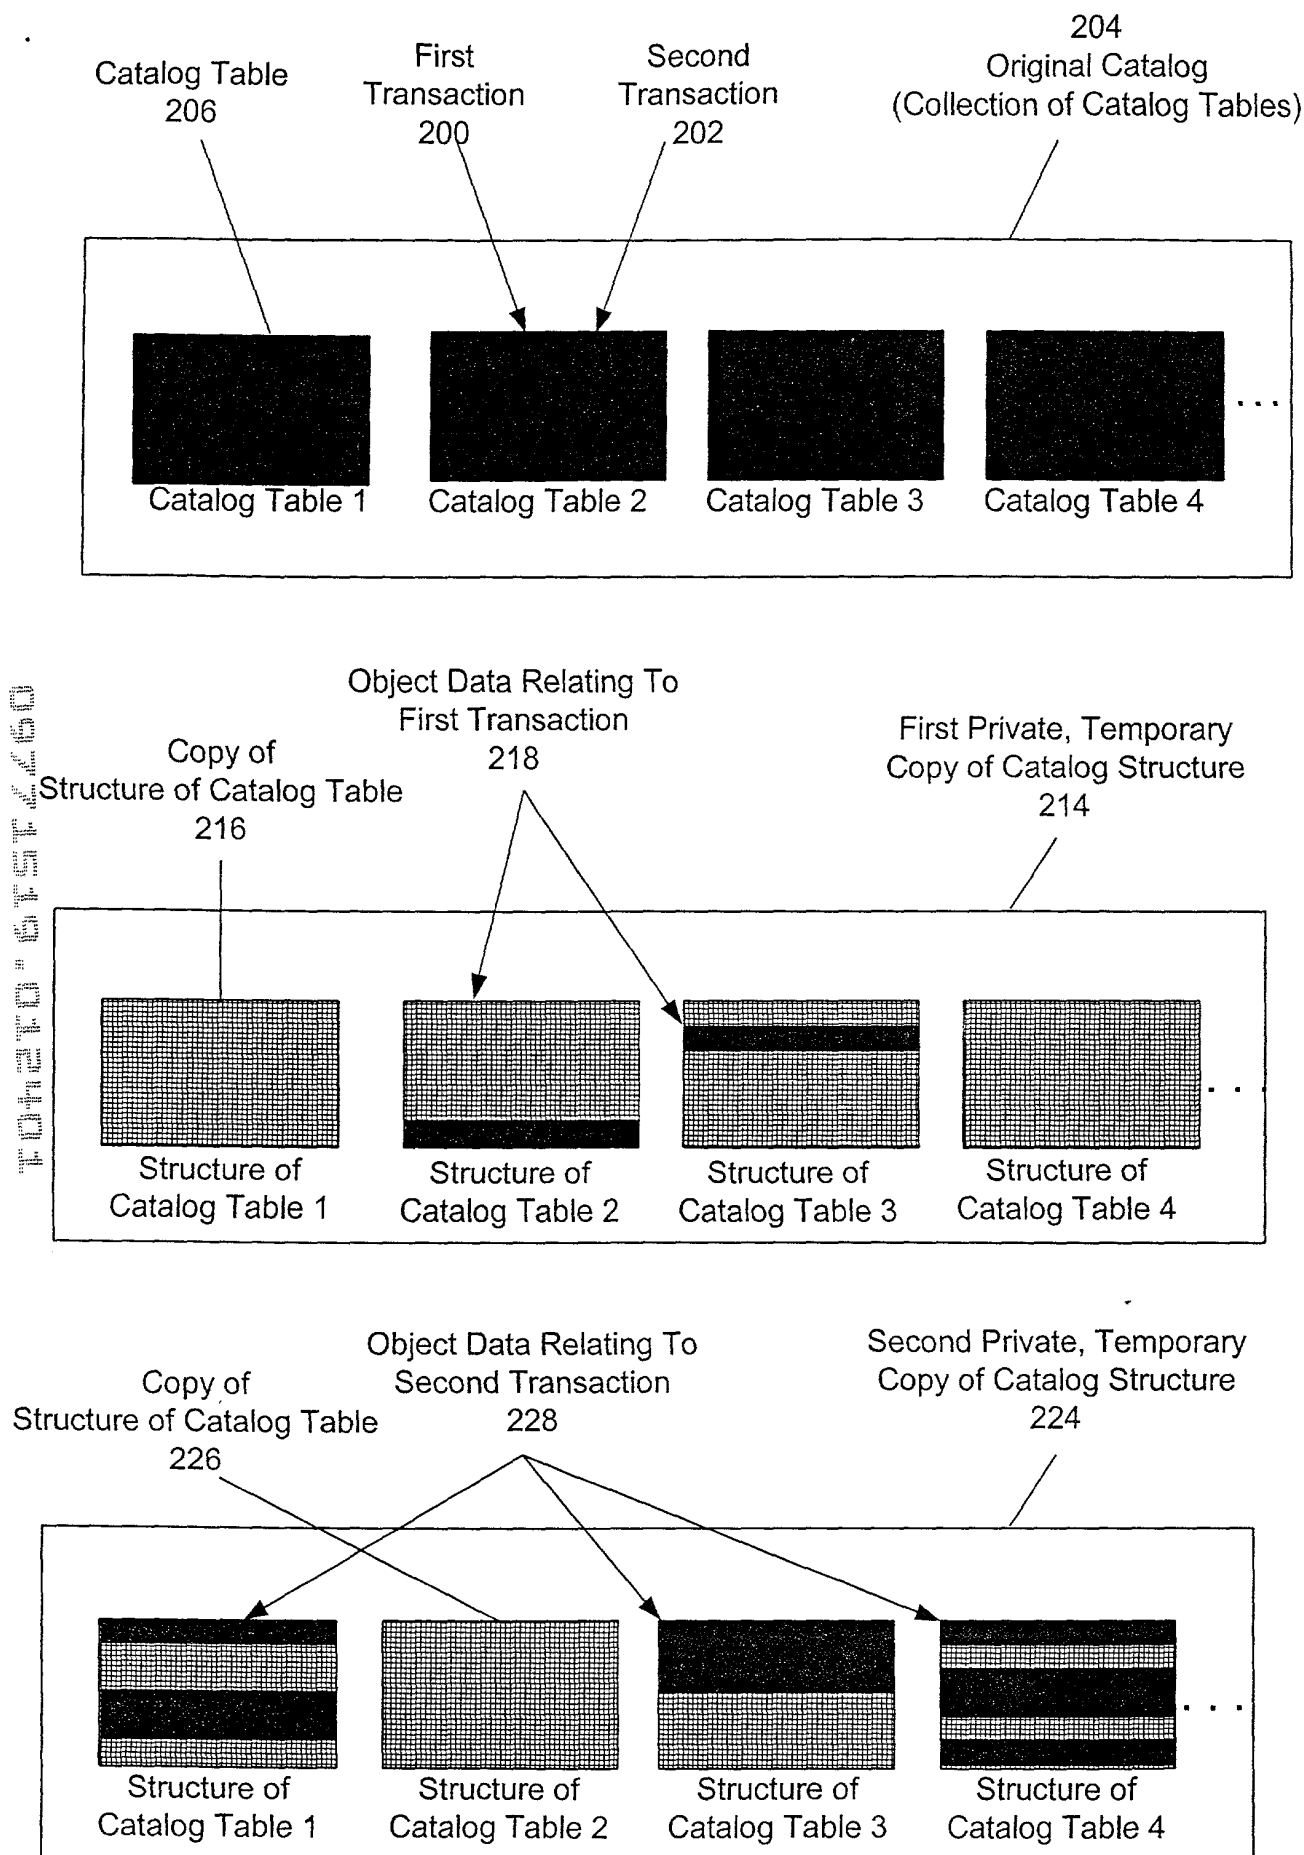 204
Original Catalog
(Collection of Catalog Tables)
First
Transaction
200
Second
Transaction
202
Catalog Table
206
Catalog Table 1
Catalog Table 2
Catalog Table 3
Catalog Table 4
. . .
Object Data Relating To
First Transaction
218
First Private, Temporary
Copy of Catalog Structure
214
Copy of
Structure of Catalog Table
216
Structure of
Catalog Table 1
Structure of
Catalog Table 2
Structure of
Catalog Table 3
Structure of
Catalog Table 4
. . .
Object Data Relating To
Second Transaction
228
Second Private, Temporary
Copy of Catalog Structure
224
Copy of
Structure of Catalog Table
226
Structure of
Catalog Table 1
Structure of
Catalog Table 2
Structure of
Catalog Table 3
Structure of
Catalog Table 4
. . .